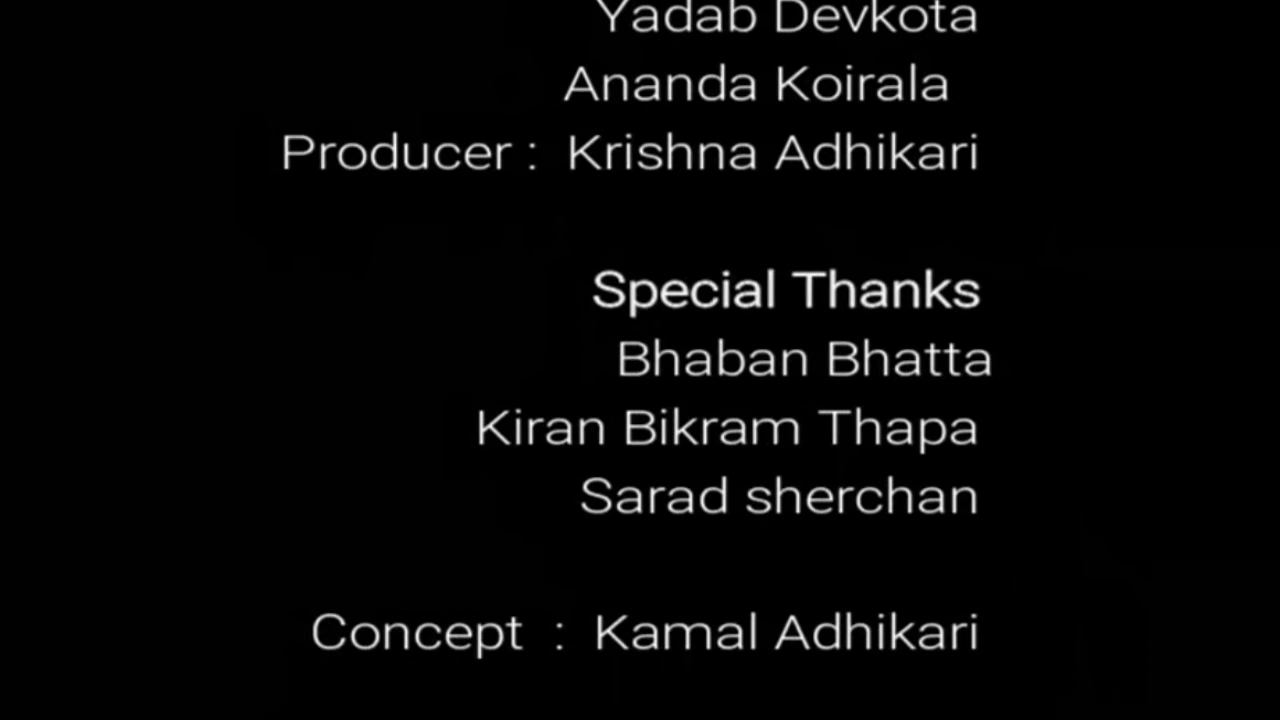 Yadab Devkota
Ananda Koirala
Producer : Krishna Adhikari
Special Thanks
Bhaban Bhatta
Kiran Bikram Thapa
Sarad sherchan
Concept : Kamal Adhikari